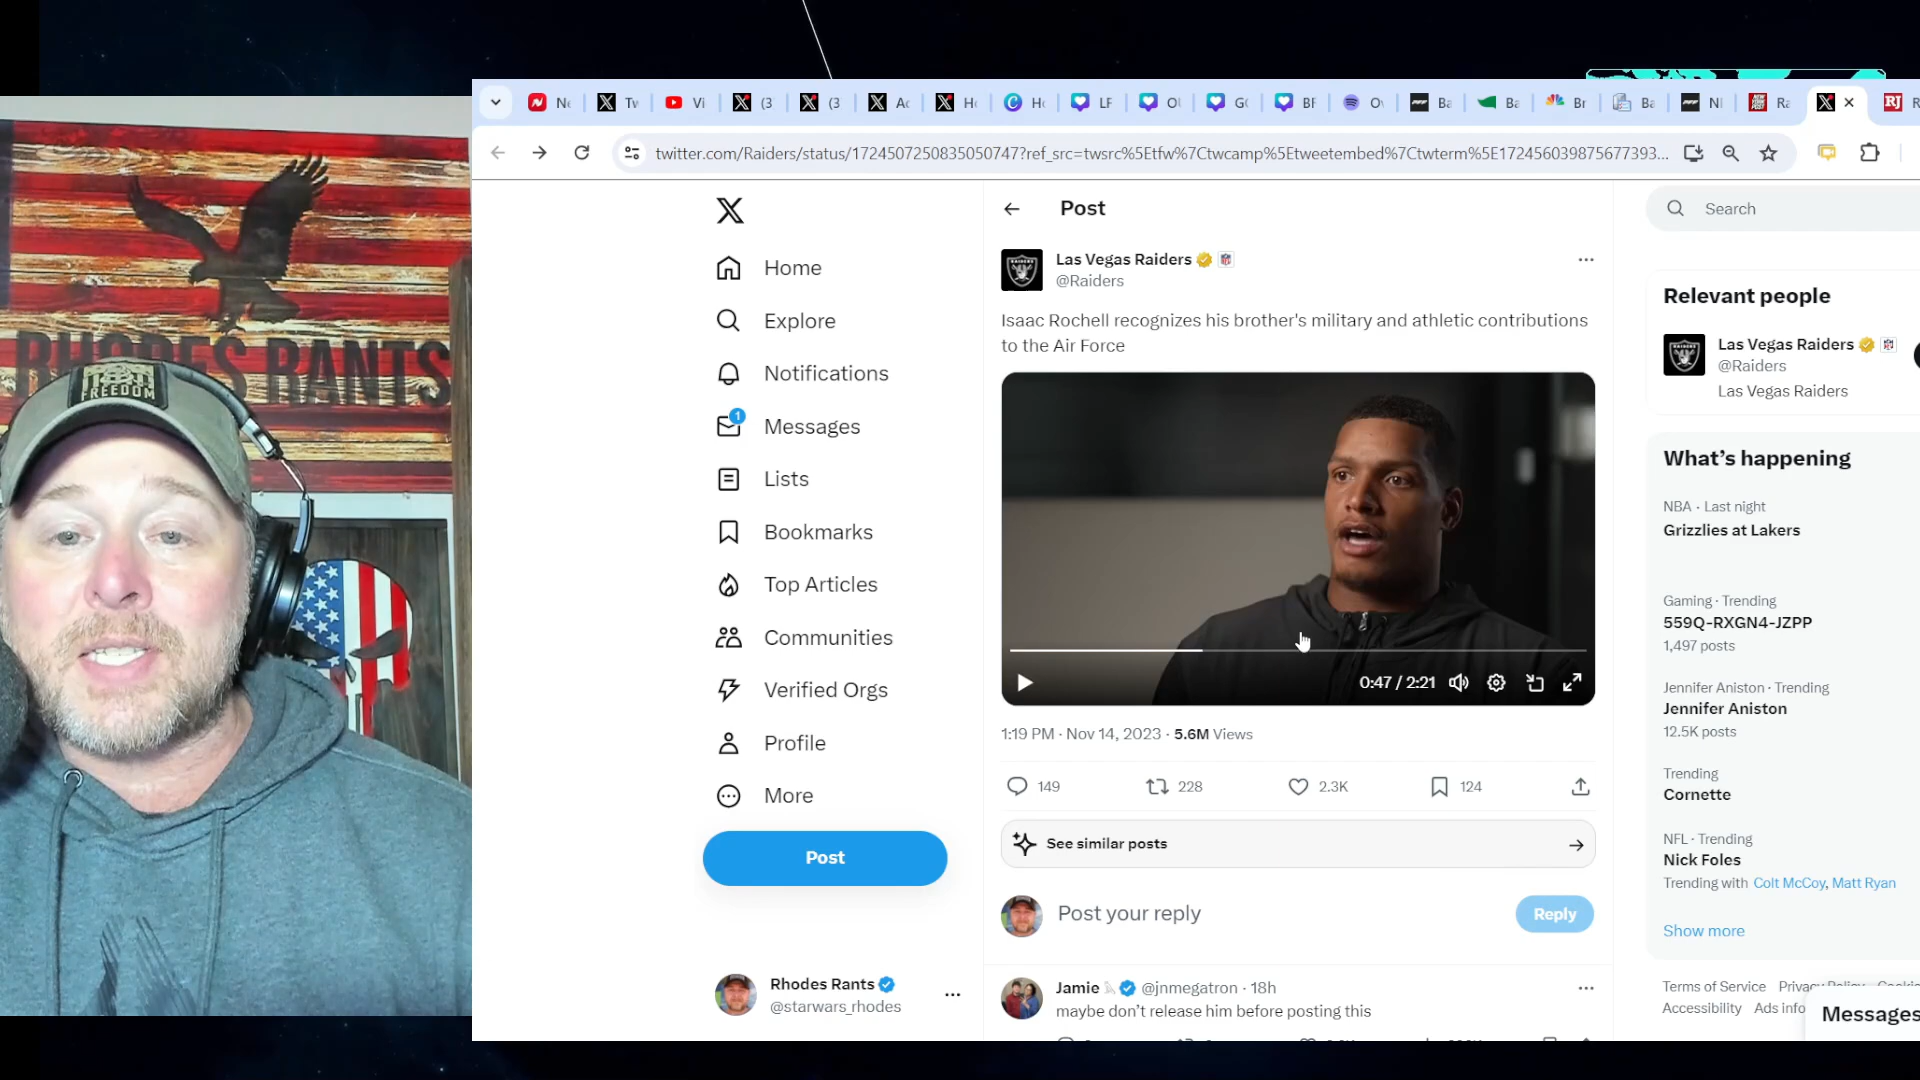 RHODES RANTS
FREEDOM
Vi
(3
(3
twitter.com/Raiders/status/1724507250835050747?ref_src=twsrc%5Etfw%7Ctwcamp%5Etweetembed%7Ctwterm%5E172456039875677393...
Home
Explore
Notifications
1
Messages
Lists
Bookmarks
Top Articles
Communities
Verified Orgs
Profile
More
Post
Rhodes Rants
@starwars_rhodes
Post
Las Vegas Raiders
@Raiders
Isaac Rochell recognizes his brother's military and athletic contributions
to the Air Force
0:47 / 2:21
1:19 PM · Nov 14, 2023 · 5.6M Views
149
228
2.3K
124
See similar posts
Post your reply
Reply
Jamie @jnmegatron · 18h
maybe don't release him before posting this
Search
Relevant people
Las Vegas Raiders
@Raiders
Las Vegas Raiders
What's happening
NBA · Last night
Grizzlies at Lakers
Gaming · Trending
559Q-RXGN4-JZPP
1,497 posts
Jennifer Aniston · Trending
Jennifer Aniston
12.5K posts
Trending
Cornette
NFL · Trending
Nick Foles
Trending with Colt McCoy, Matt Ryan
Show more
Terms of Service
Accessibility Ads info
Messages